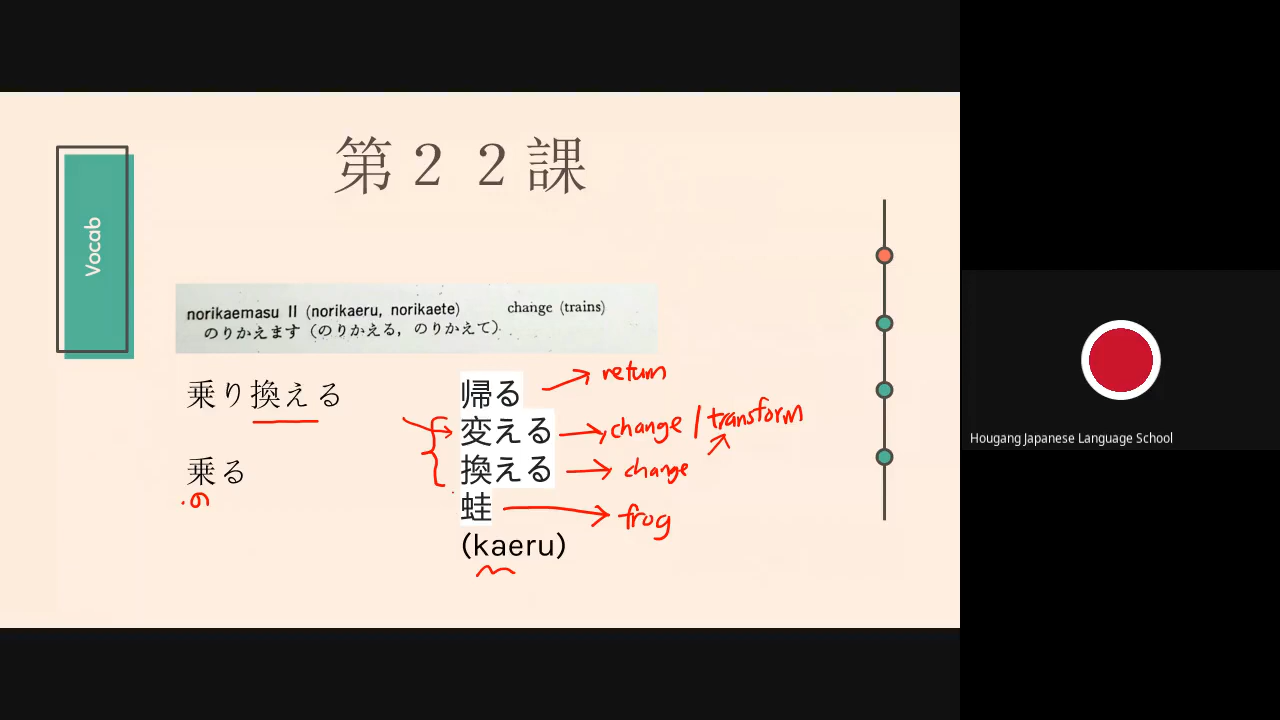 第２２課
Vocab
norikaemasu II (norikaeru, norikaete) change (trains)
のりかえます（のりかえる，のりかえて）
乗り換える
乗る
の
帰る return
変える change / transform
換える change
蛙 frog
(kaeru)
Hougang Japanese Language School